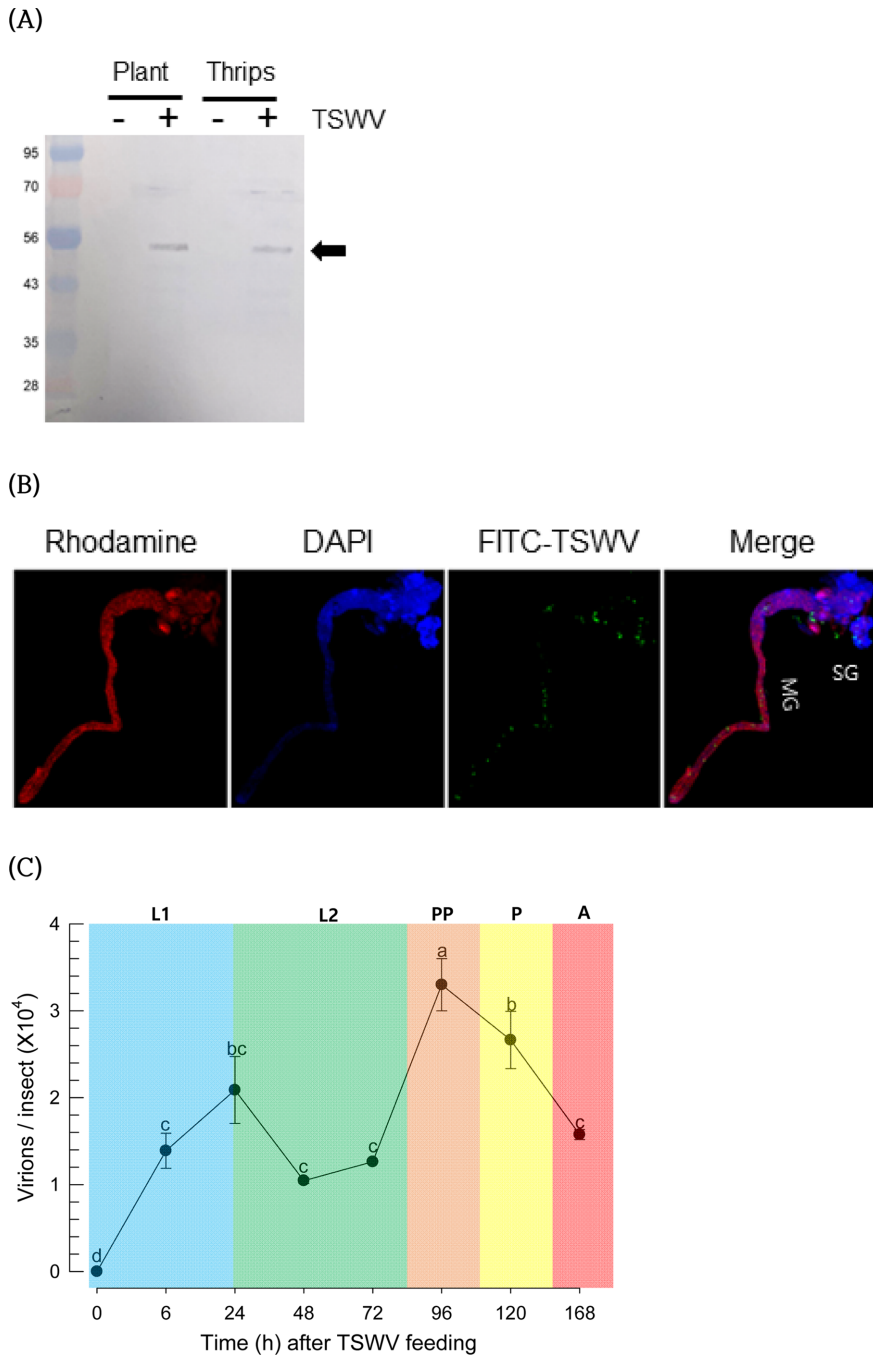 (A)
Plant Thrips
- + - + TSWV
95
70
56
43
35
28
(B)
Rhodamine DAPI FITC-TSWV Merge
SG
MG
(C)
L1 L2 PP P A
4
3
2
1
0
Virions / insect (X10⁴)
d
c
bc
c
c
a
b
c
0 6 24 48 72 96 120 168
Time (h) after TSWV feeding